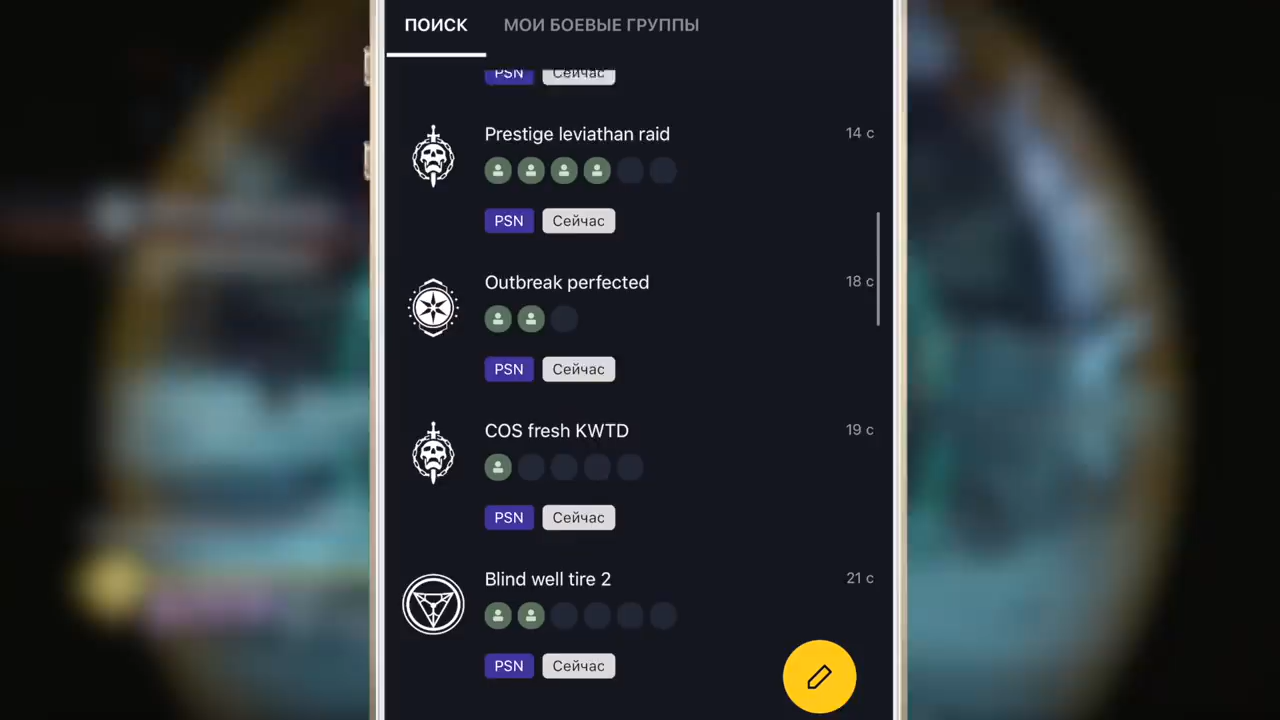 ПОИСК МОИ БОЕВЫЕ ГРУППЫ
PSN Сейчас
Prestige leviathan raid 14 с
PSN Сейчас
Outbreak perfected 18 с
PSN Сейчас
COS fresh KWTD 19 с
PSN Сейчас
Blind well tire 2 21 с
PSN Сейчас